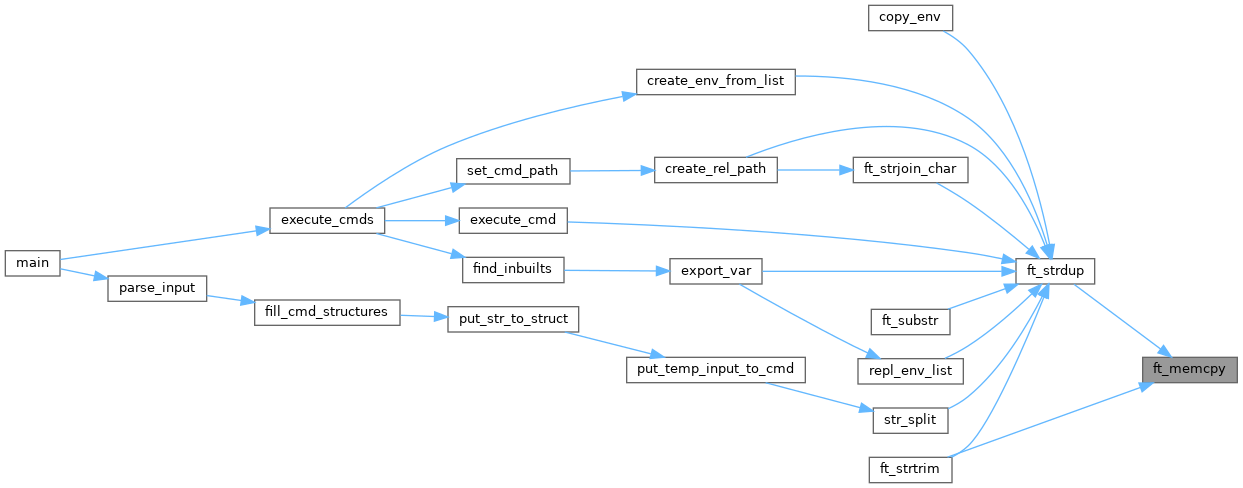 copy_env
create_env_from_list
set_cmd_path
create_rel_path
ft_strjoin_char
execute_cmds
execute_cmd
main
find_inbuilts
export_var
ft_strdup
parse_input
fill_cmd_structures
put_str_to_struct
ft_substr
put_temp_input_to_cmd
repl_env_list
ft_memcpy
str_split
ft_strtrim